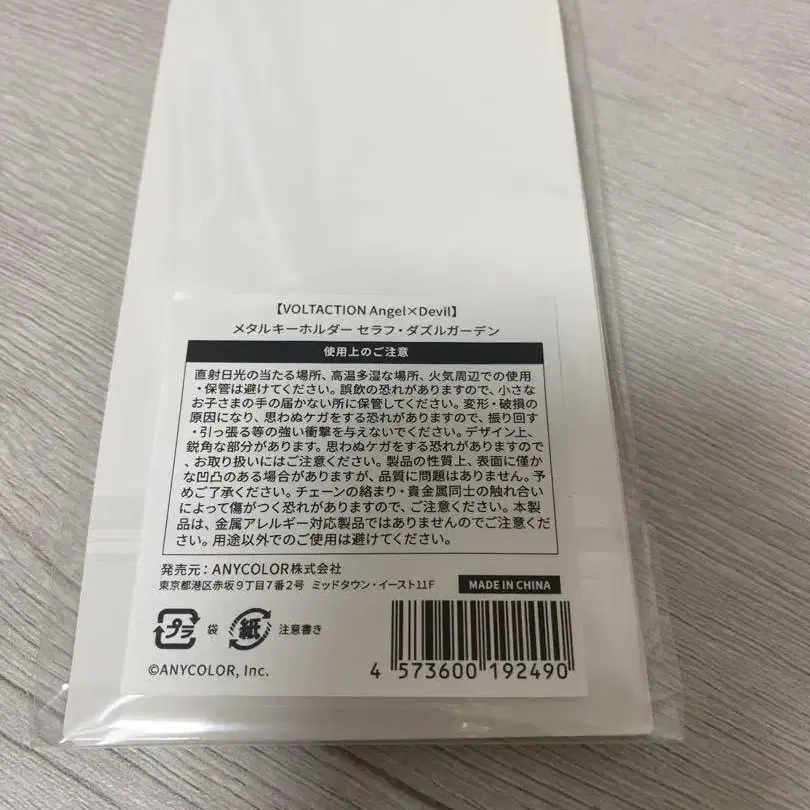 【VOLTACTION Angel×Devil】
メタルキーホルダー セラフ・ダズルガーデン
使用上のご注意
直射日光の当たる場所、高温多湿な場所、火気周辺での使用
・保管は避けてください。誤飲の恐れがありますので、小さな
お子さまの手の届かない所に保管してください。変形・破損の
原因になり、思わぬケガをする恐れがありますので、振り回す
・引っ張る等の強い衝撃を与えないでください。デザイン上、
鋭角な部分があります。思わぬケガをする恐れがありますので
、お取り扱いにはご注意ください。製品の性質上、表面に僅か
な凹凸のある場合がありますが、品質に問題はありません。予
めご了承ください。チェーンの絡まり・貴金属同士の触れ合い
によって傷がつく恐れがありますので、ご注意ください。本製
品は、金属アレルギー対応製品ではありませんのでご注意くだ
さい。用途以外でのご使用は避けてください。
発売元：ANYCOLOR株式会社
東京都港区赤坂9丁目7番2号 ミッドタウン・イースト11F
MADE IN CHINA
プラ 袋 紙 注意書き
©ANYCOLOR, Inc.
4 573600 192490